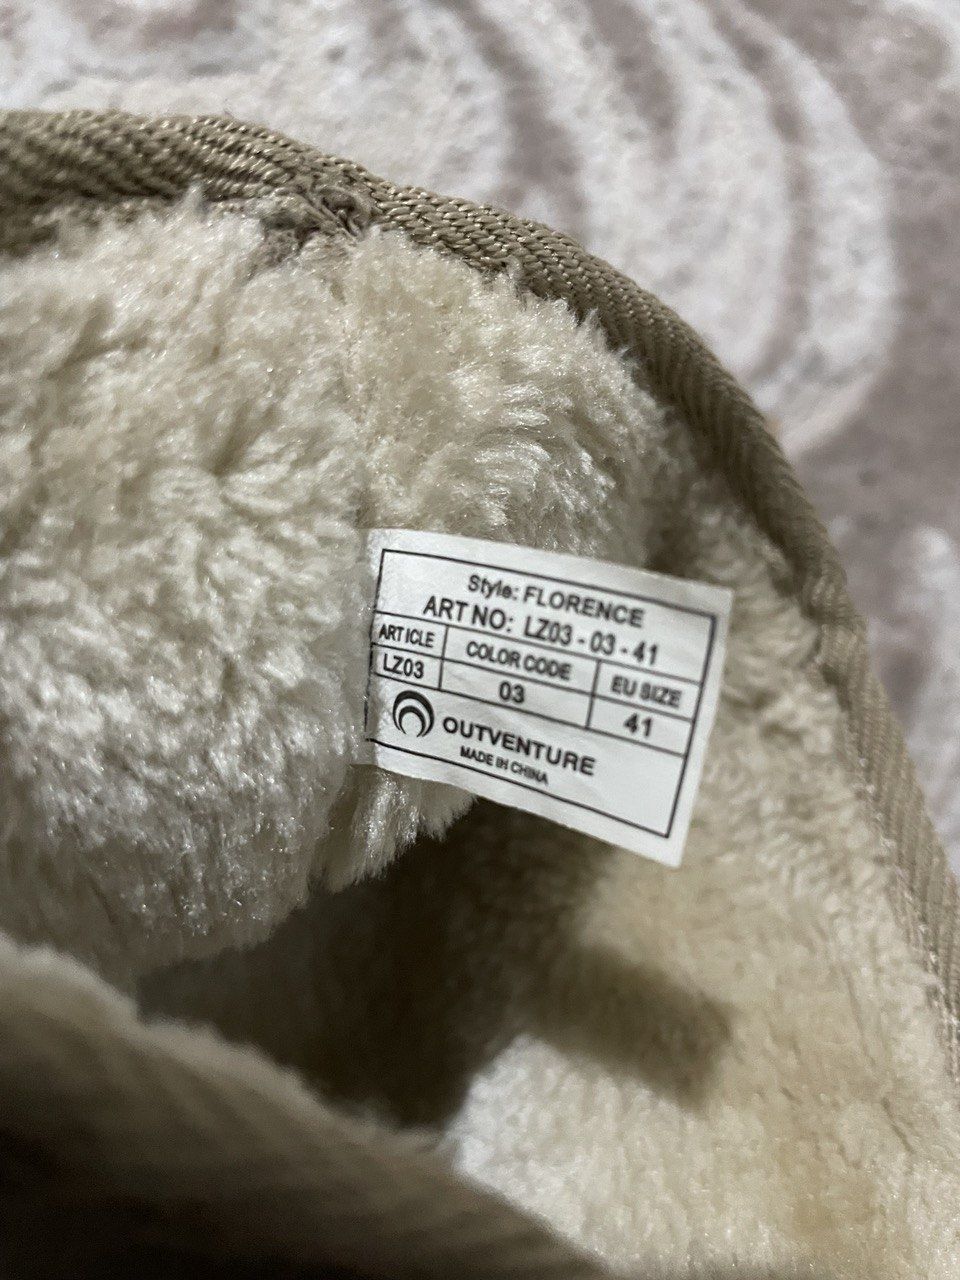 Style: FLORENCE
ART NO: LZ03 - 03 - 41
ARTICLE COLOR CODE EU SIZE
LZ03 03 41
OUTVENTURE
MADE IN CHINA